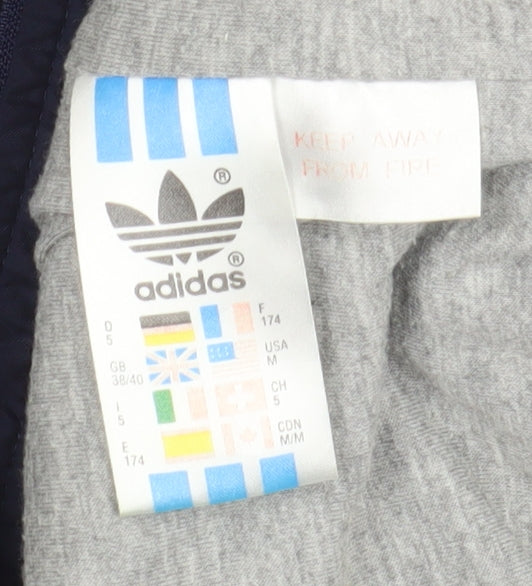 KEEP AWAY
FROM FIRE
®
®
adidas
D
5
F
174
GB
38/40
USA
M
I
5
CH
5
E
174
CDN
M/M